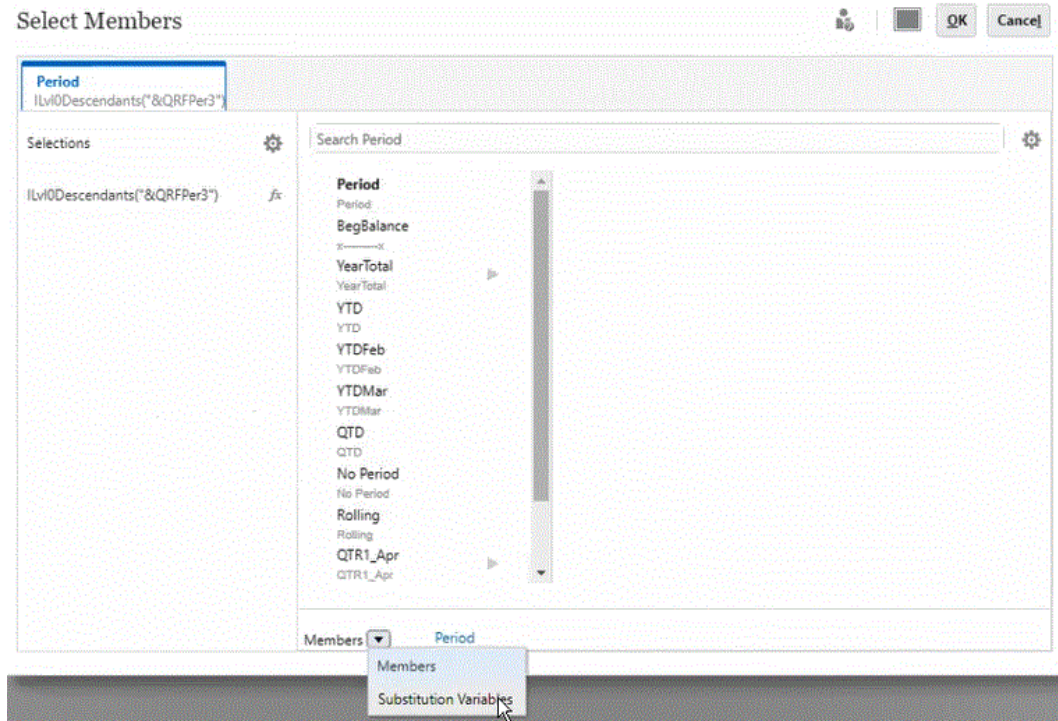 Select Members
OK
Cancel
Period
ILvl0Descendants("&QRFPer3")
Selections
Search Period
ILvl0Descendants("&QRFPer3")
fx
Period
Period
BegBalance
x---------x
YearTotal
YearTotal
YTD
YTD
YTDFeb
YTDFeb
YTDMar
YTDMar
QTD
QTD
No Period
No Period
Rolling
Rolling
QTR1_Apr
QTR1_Apr
Members
Period
Members
Substitution Variables